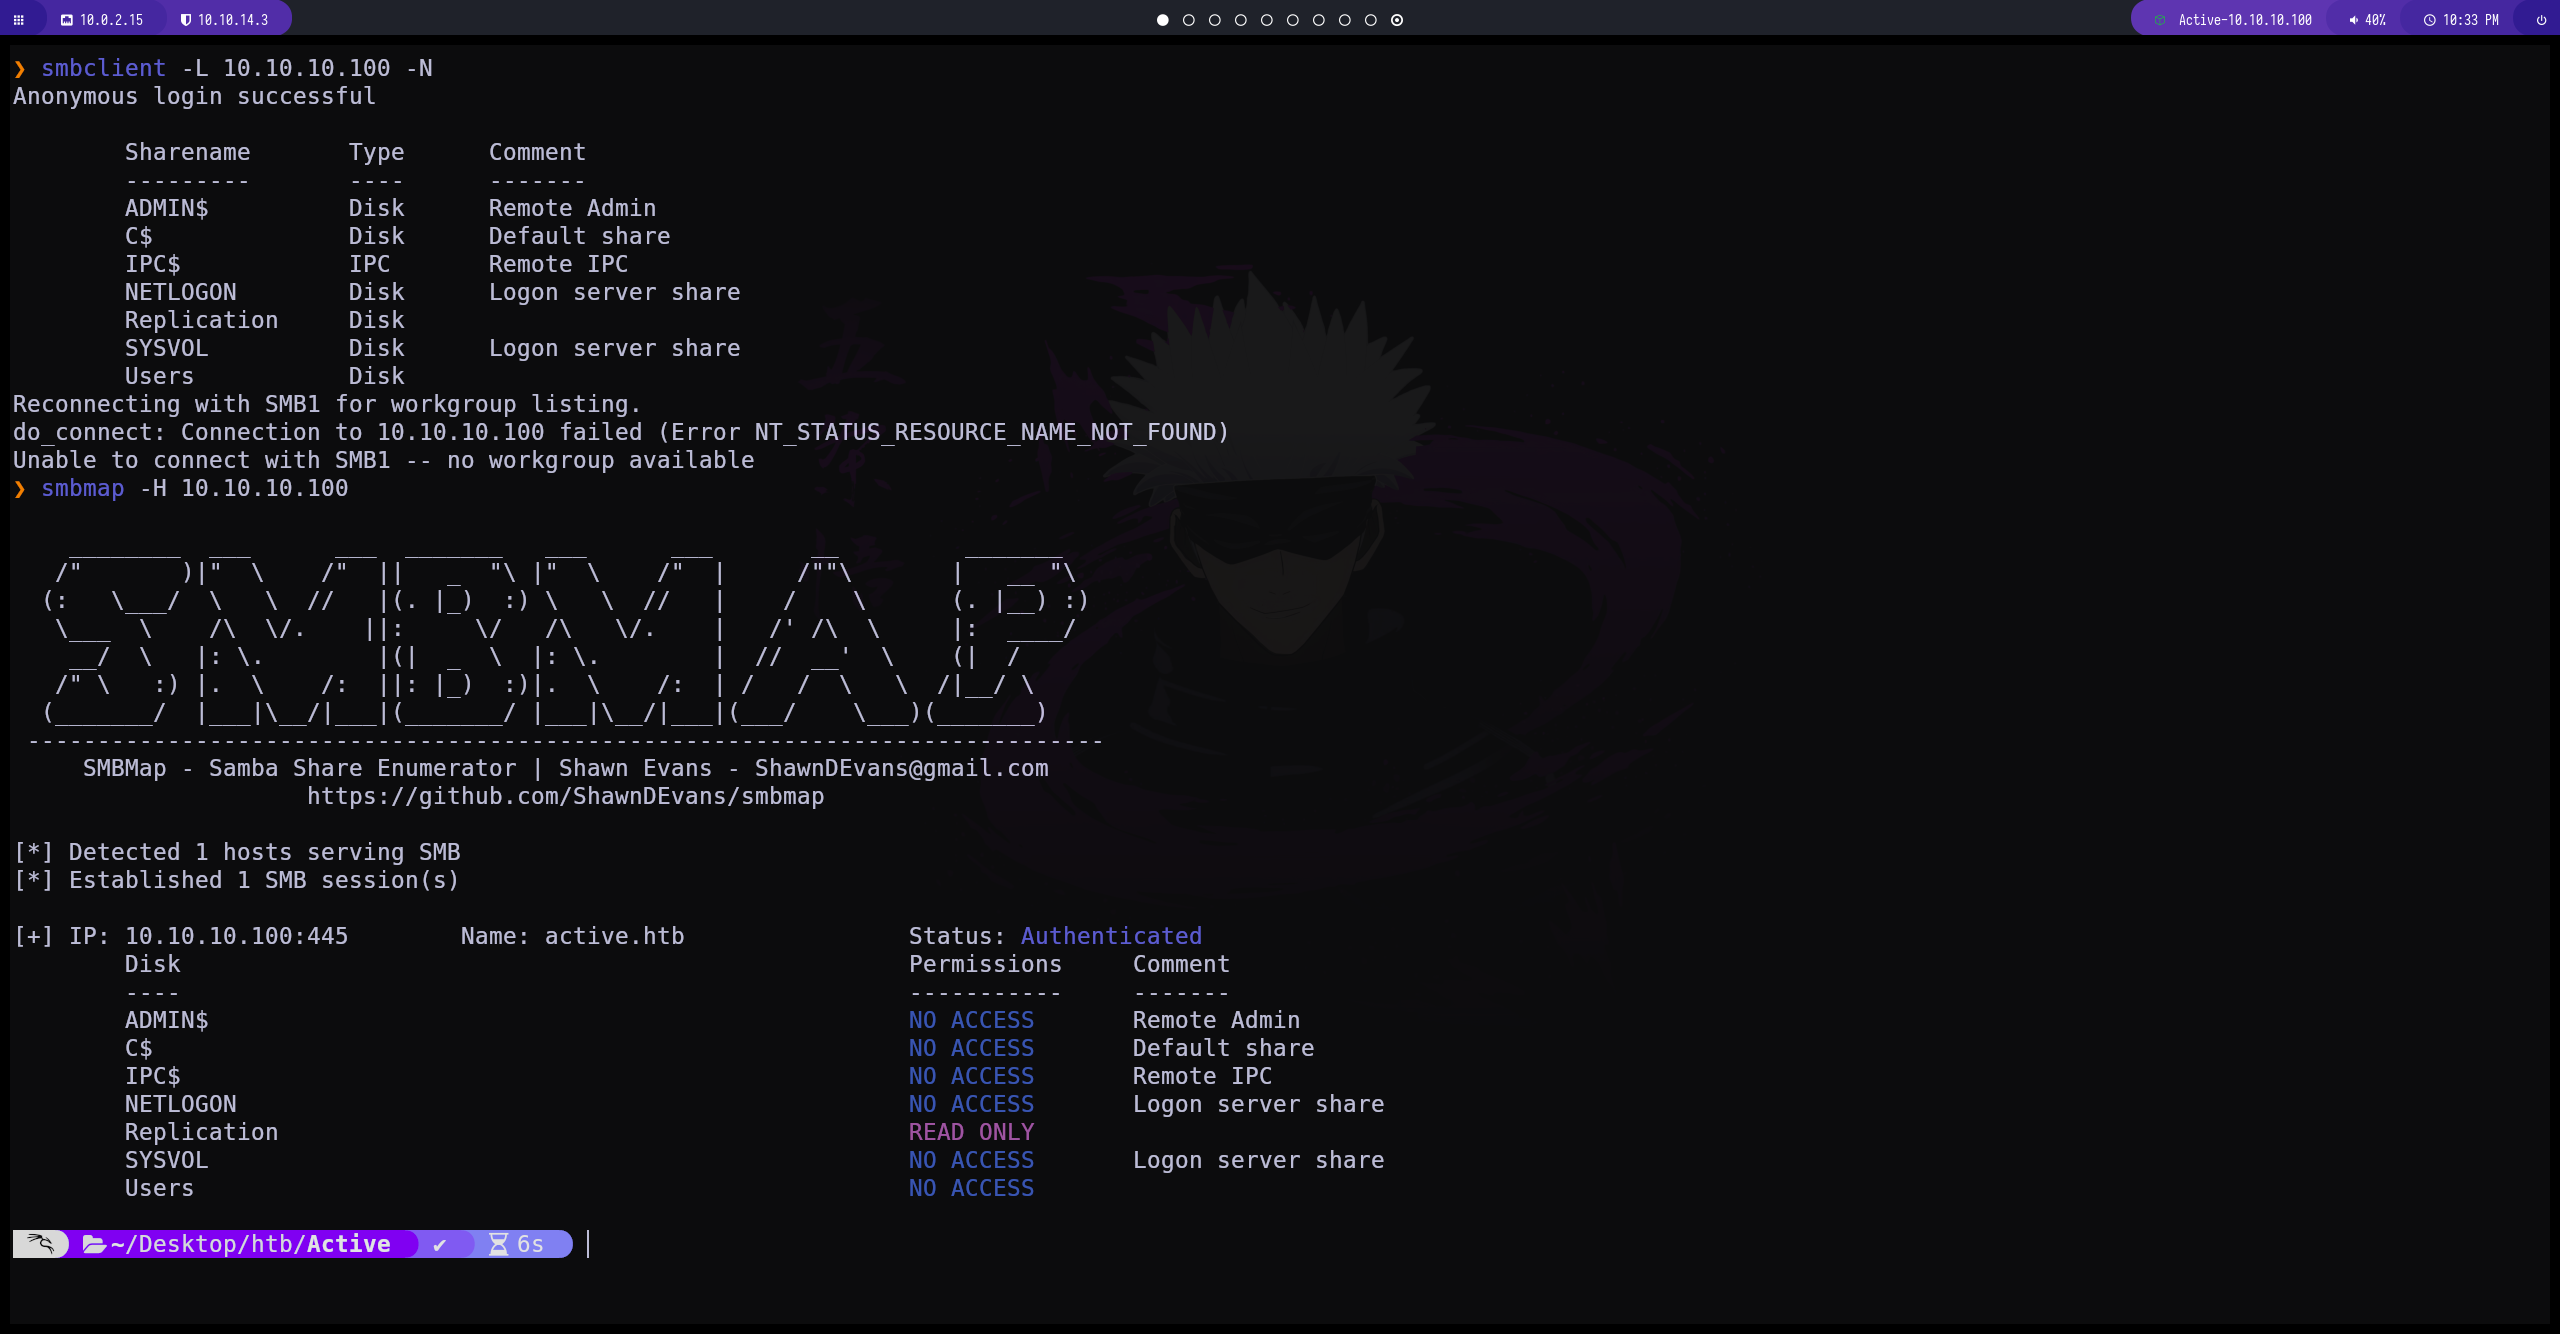 10.0.2.15 10.10.14.3 Active-10.10.10.100 40% 10:33 PM
❯ smbclient -L 10.10.10.100 -N
Anonymous login successful
Sharename Type Comment
--------- ---- -------
ADMIN$ Disk Remote Admin
C$ Disk Default share
IPC$ IPC Remote IPC
NETLOGON Disk Logon server share
Replication Disk
SYSVOL Disk Logon server share
Users Disk
Reconnecting with SMB1 for workgroup listing.
do_connect: Connection to 10.10.10.100 failed (Error NT_STATUS_RESOURCE_NAME_NOT_FOUND)
Unable to connect with SMB1 -- no workgroup available
❯ smbmap -H 10.10.10.100
SMBMAP
-----------------------------------------------------------------------------
SMBMap - Samba Share Enumerator | Shawn Evans - ShawnDEvans@gmail.com
https://github.com/ShawnDEvans/smbmap
[*] Detected 1 hosts serving SMB
[*] Established 1 SMB session(s)
[+] IP: 10.10.10.100:445 Name: active.htb Status: Authenticated
Disk Permissions Comment
---- ----------- -------
ADMIN$ NO ACCESS Remote Admin
C$ NO ACCESS Default share
IPC$ NO ACCESS Remote IPC
NETLOGON NO ACCESS Logon server share
Replication READ ONLY
SYSVOL NO ACCESS Logon server share
Users NO ACCESS
~/Desktop/htb/Active ✔ 6s